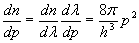 dn/dp = dn/dλ dλ/dp = 8π/h³ p²